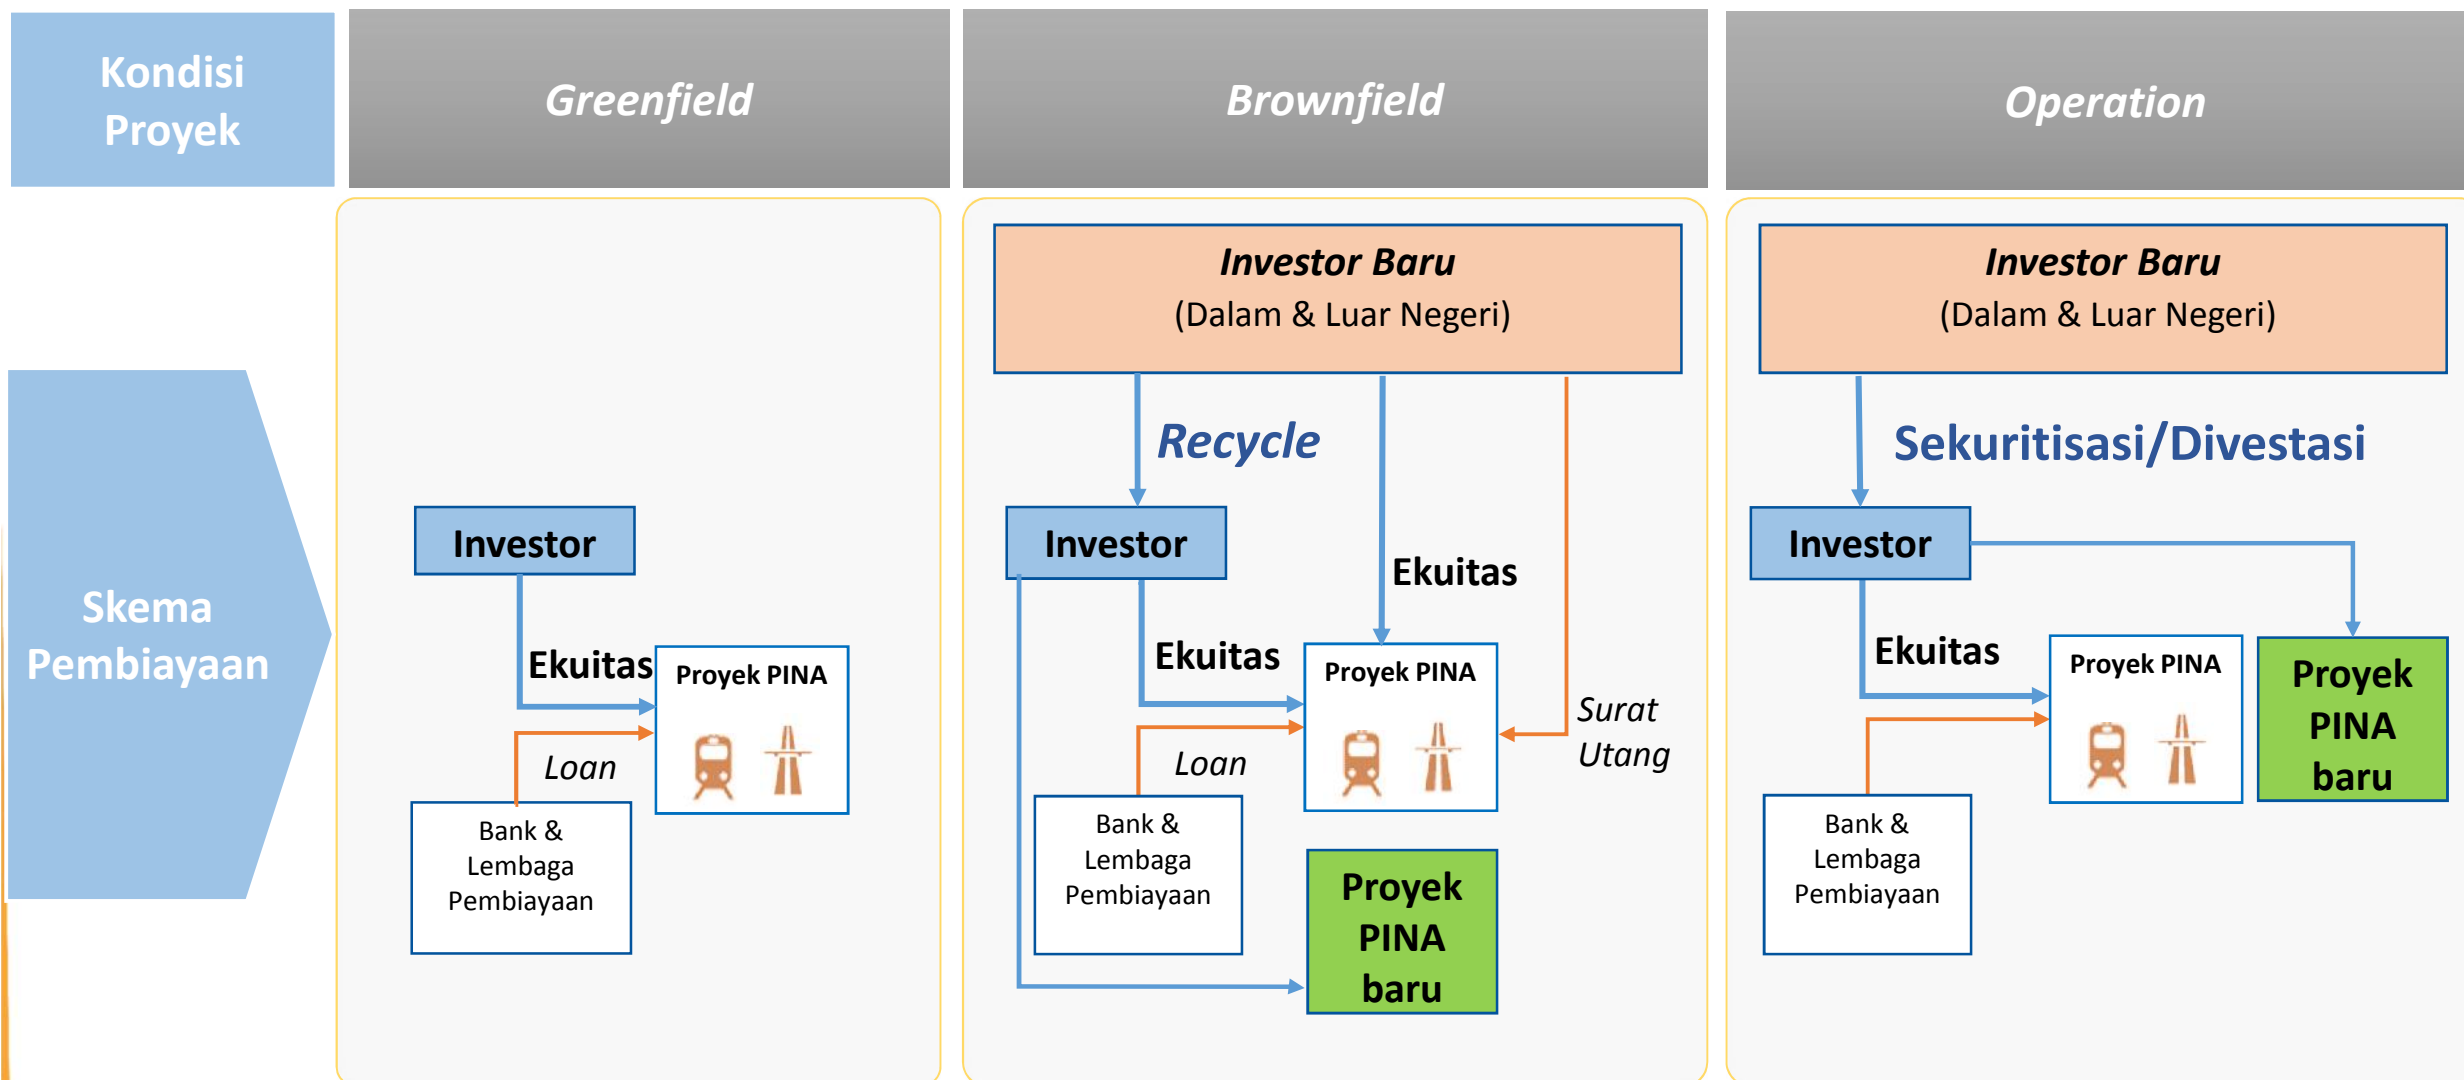 Kondisi
Proyek
Greenfield
Brownfield
Operation
Skema
Pembiayaan
Investor
Ekuitas
Proyek PINA
Loan
Bank &
Lembaga
Pembiayaan
Investor Baru
(Dalam & Luar Negeri)
Recycle
Investor
Ekuitas
Ekuitas
Proyek PINA
Surat
Utang
Loan
Bank &
Lembaga
Pembiayaan
Proyek
PINA
baru
Investor Baru
(Dalam & Luar Negeri)
Sekuritisasi/Divestasi
Investor
Ekuitas
Proyek PINA
Proyek
PINA
baru
Bank &
Lembaga
Pembiayaan